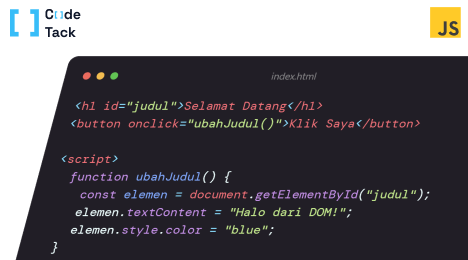 Code
Tack
JS
index.html
<h1 id="judul">Selamat Datang</h1>
<button onclick="ubahJudul()">Klik Saya</button>
<script>
function ubahJudul() {
const elemen = document.getElementById("judul");
elemen.textContent = "Halo dari DOM!";
elemen.style.color = "blue";
}